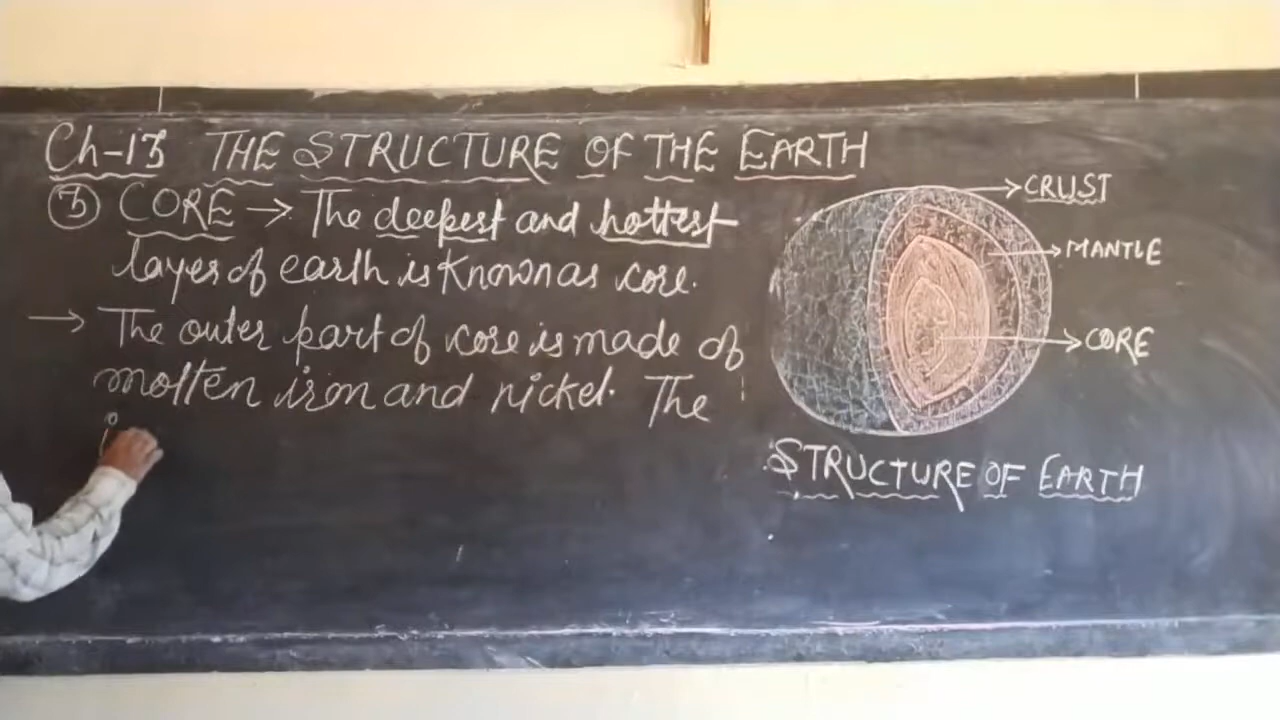 Ch-13 THE STRUCTURE OF THE EARTH
③ CORE → The deepest and hottest
layer of earth is known as core.
→ The outer part of core is made of
molten iron and nickel. The
CRUST
MANTLE
CORE
STRUCTURE OF EARTH